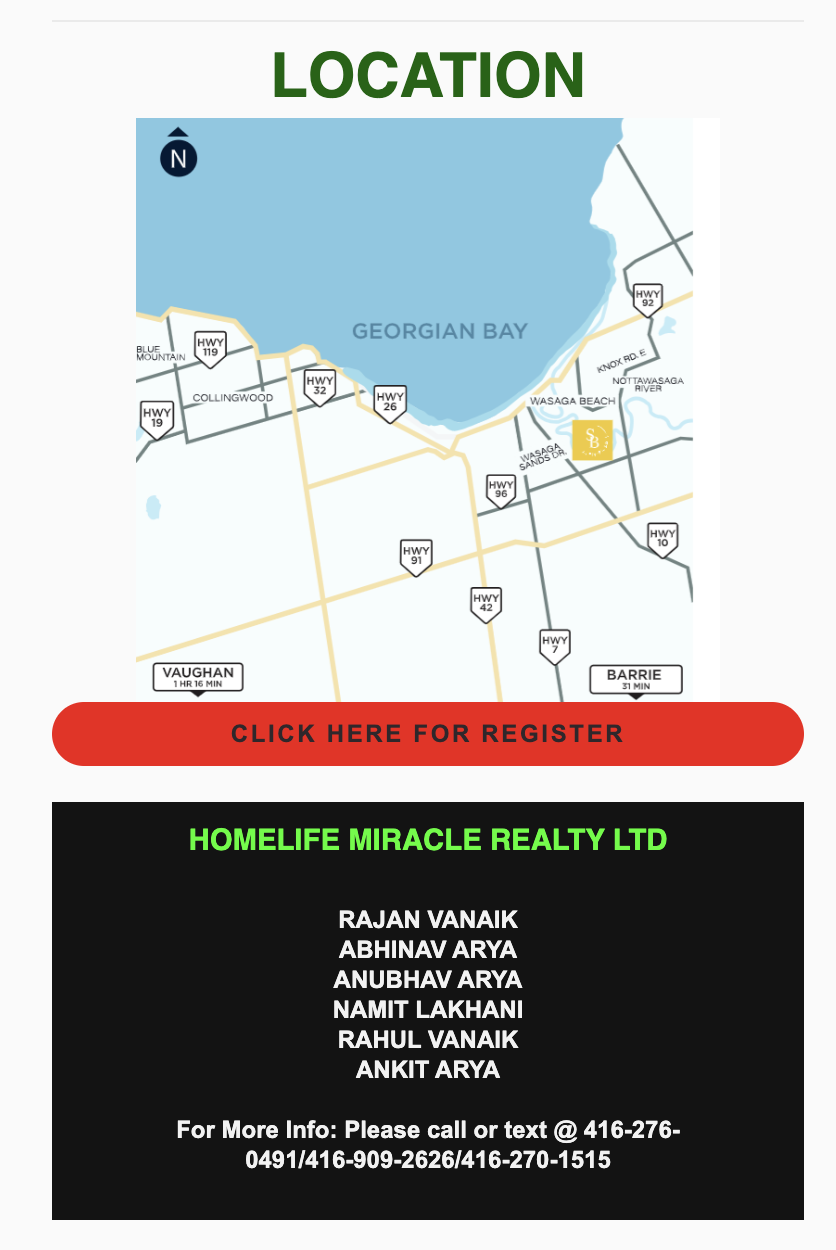 LOCATION
N
GEORGIAN BAY
HWY
92
BLUE
MOUNTAIN
HWY
119
KNOX RD. E
HWY
32
NOTTAWASAGA
RIVER
COLLINGWOOD
HWY
26
WASAGA BEACH
HWY
19
SB
WASAGA
SANDS DR.
HWY
96
HWY
10
HWY
91
HWY
42
HWY
7
VAUGHAN
1 HR 16 MIN
BARRIE
31 MIN
CLICK HERE FOR REGISTER
HOMELIFE MIRACLE REALTY LTD
RAJAN VANAIK
ABHINAV ARYA
ANUBHAV ARYA
NAMIT LAKHANI
RAHUL VANAIK
ANKIT ARYA
For More Info: Please call or text @ 416-276-
0491/416-909-2626/416-270-1515